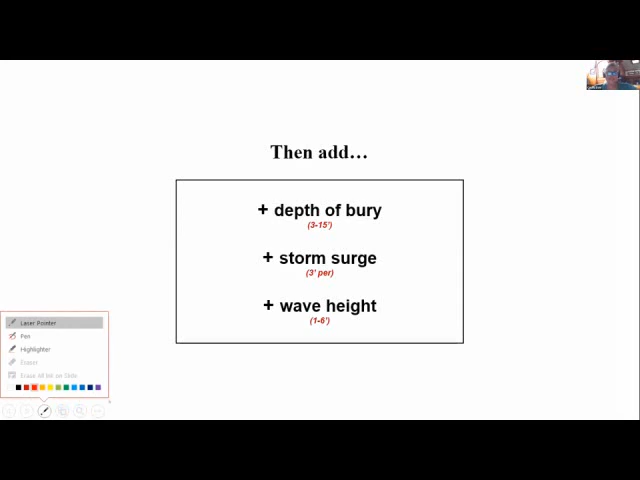 Then add…
+ depth of bury
(3-15')
+ storm surge
(3' per)
+ wave height
(1-6')
Laser Pointer
Pen
Highlighter
Eraser
Erase All Ink on Slide